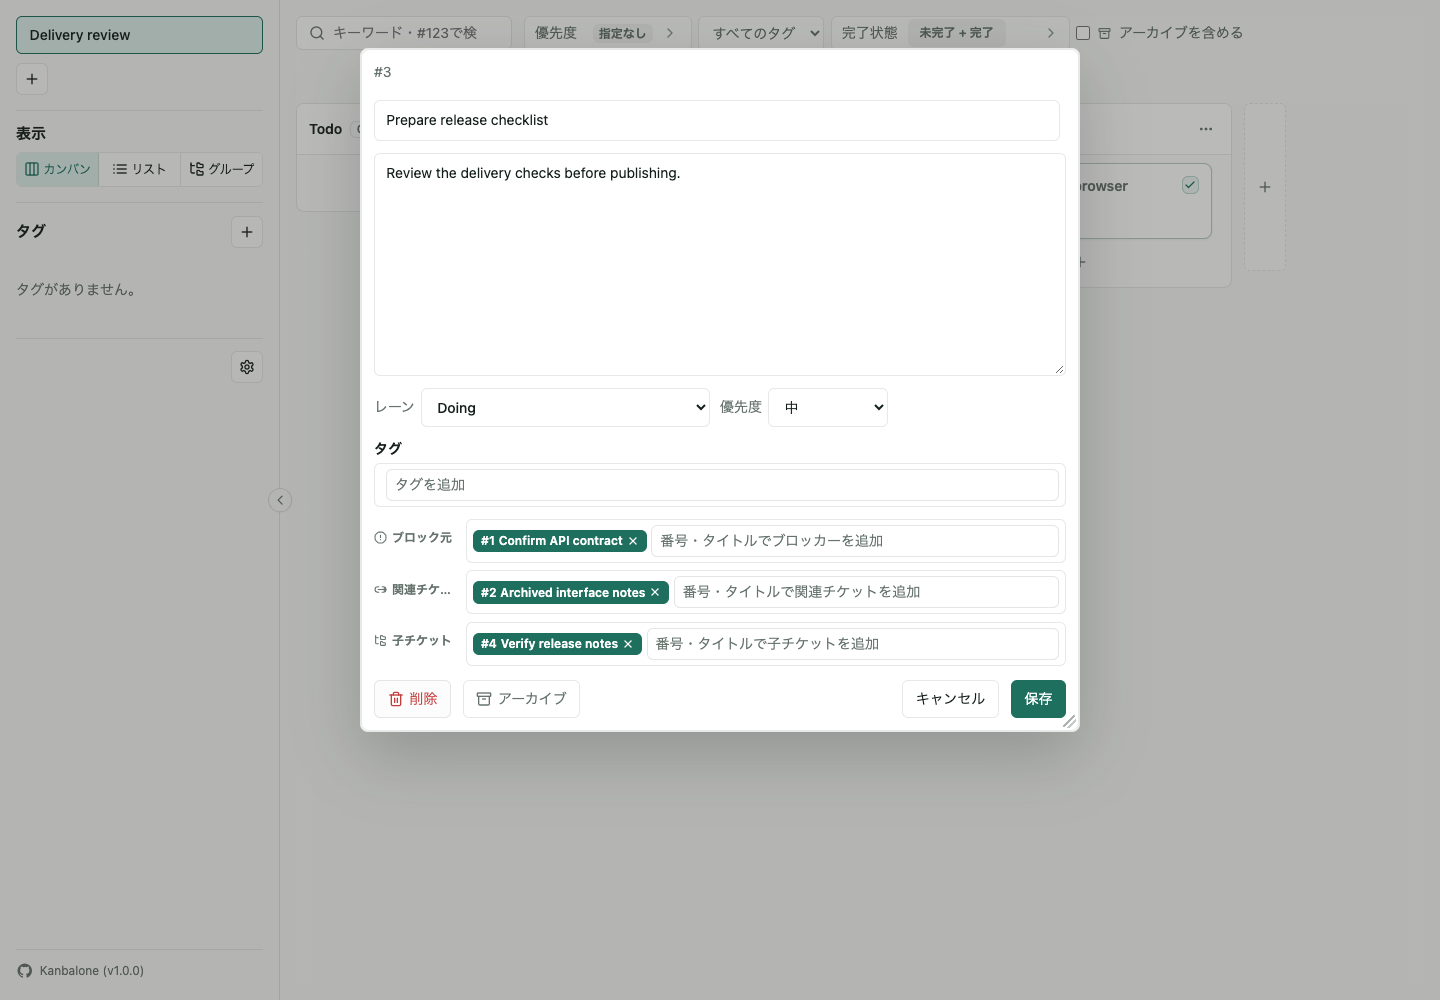 Delivery review
表示
カンバン
リスト
グループ
タグ
タグがありません。
Kanbalone (v1.0.0)
キーワード・#123で検
優先度 指定なし
すべてのタグ
完了状態 未完了 + 完了
アーカイブを含める
Todo
rowser
#3
Prepare release checklist
Review the delivery checks before publishing.
レーン Doing 優先度 中
タグ
タグを追加
ブロック元 #1 Confirm API contract 番号・タイトルでブロッカーを追加
関連チケ... #2 Archived interface notes 番号・タイトルで関連チケットを追加
子チケット #4 Verify release notes 番号・タイトルで子チケットを追加
削除 アーカイブ キャンセル 保存